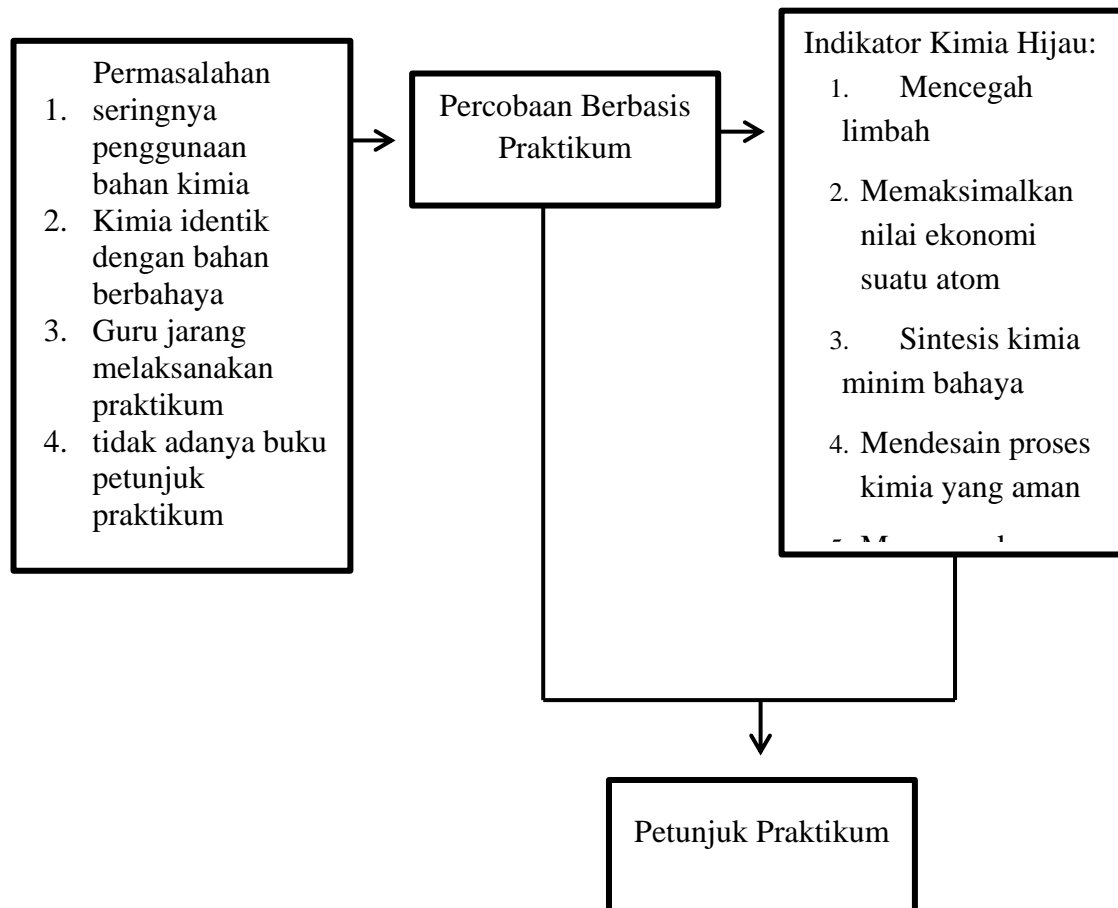 Permasalahan
1. seringnya
penggunaan
bahan kimia
2. Kimia identik
dengan bahan
berbahaya
3. Guru jarang
melaksanakan
praktikum
4. tidak adanya buku
petunjuk
praktikum
Percobaan Berbasis
Praktikum
Indikator Kimia Hijau:
1. Mencegah
limbah
2. Memaksimalkan
nilai ekonomi
suatu atom
3. Sintesis kimia
minim bahaya
4. Mendesain proses
kimia yang aman
Petunjuk Praktikum